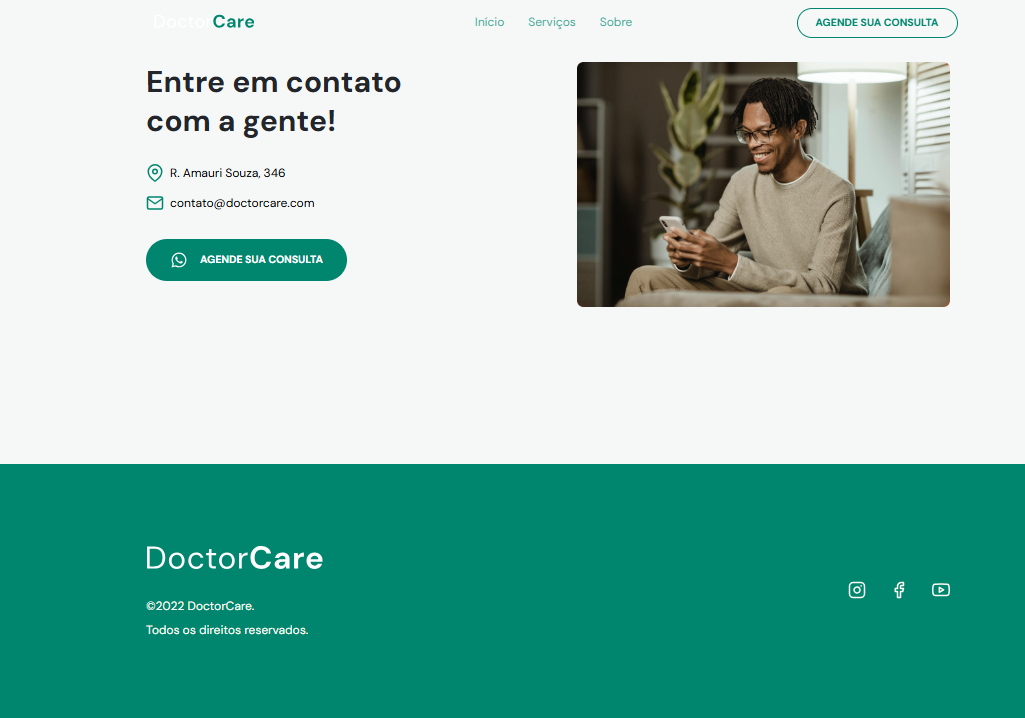 DoctorCare
Início
Serviços
Sobre
AGENDE SUA CONSULTA
Entre em contato
com a gente!
R. Amauri Souza, 346
contato@doctorcare.com
AGENDE SUA CONSULTA
DoctorCare
©2022 DoctorCare.
Todos os direitos reservados.